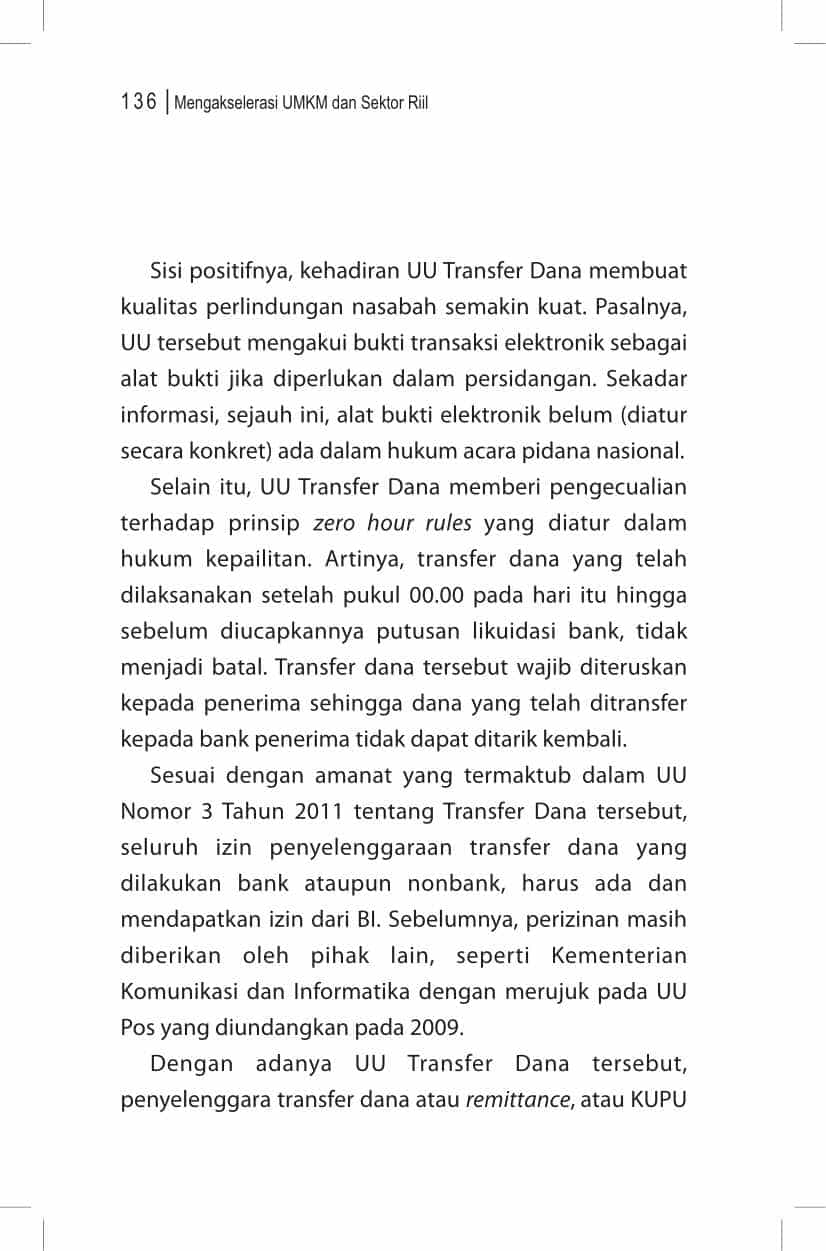 136 | Mengakselerasi UMKM dan Sektor Riil
Sisi positifnya, kehadiran UU Transfer Dana membuat
kualitas perlindungan nasabah semakin kuat. Pasalnya,
UU tersebut mengakui bukti transaksi elektronik sebagai
alat bukti jika diperlukan dalam persidangan. Sekadar
informasi, sejauh ini, alat bukti elektronik belum (diatur
secara konkret) ada dalam hukum acara pidana nasional.
Selain itu, UU Transfer Dana memberi pengecualian
terhadap prinsip zero hour rules yang diatur dalam
hukum kepailitan. Artinya, transfer dana yang telah
dilaksanakan setelah pukul 00.00 pada hari itu hingga
sebelum diucapkannya putusan likuidasi bank, tidak
menjadi batal. Transfer dana tersebut wajib diteruskan
kepada penerima sehingga dana yang telah ditransfer
kepada bank penerima tidak dapat ditarik kembali.
Sesuai dengan amanat yang termaktub dalam UU
Nomor 3 Tahun 2011 tentang Transfer Dana tersebut,
seluruh izin penyelenggaraan transfer dana yang
dilakukan bank ataupun nonbank, harus ada dan
mendapatkan izin dari BI. Sebelumnya, perizinan masih
diberikan oleh pihak lain, seperti Kementerian
Komunikasi dan Informatika dengan merujuk pada UU
Pos yang diundangkan pada 2009.
Dengan adanya UU Transfer Dana tersebut,
penyelenggara transfer dana atau remittance, atau KUPU